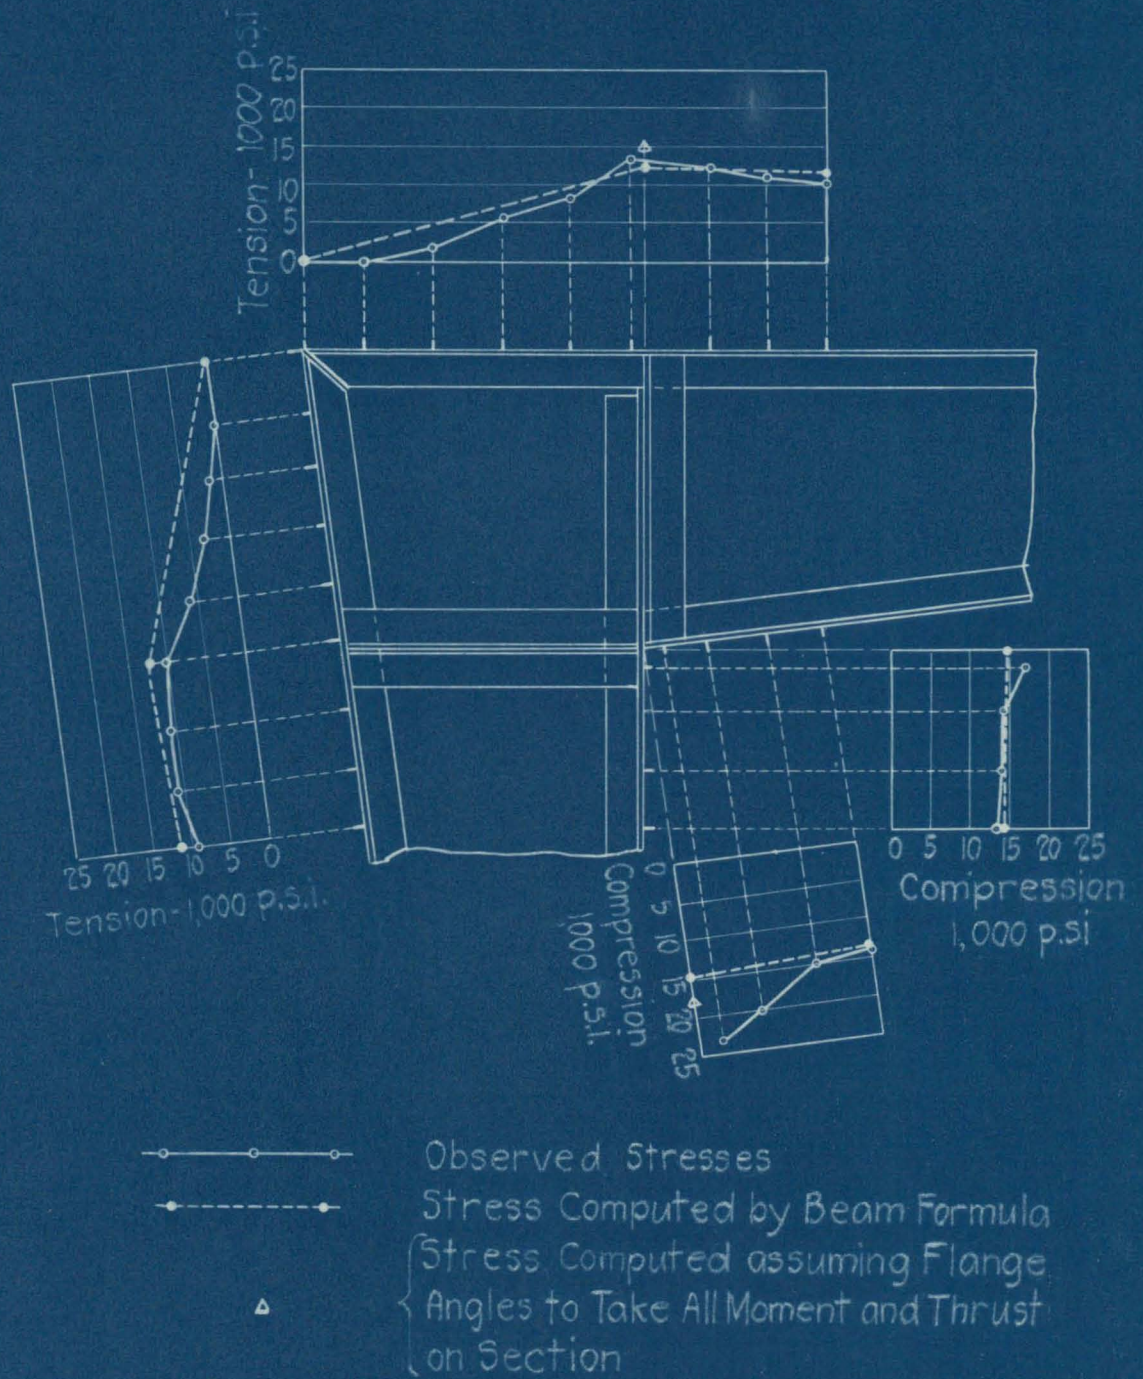 Tension-1000 p.s.i
25
20
15
10
5
0
25 20 15 10 5 0
Tension-1,000 p.s.i.
0 5 10 15 20 25
Compression
1,000 p.si
0 5 10 15 20 25
Compression
1,000 p.s.i.
Observed Stresses
Stress Computed by Beam Formula
Stress Computed assuming Flange
Angles to Take All Moment and Thrust
on Section